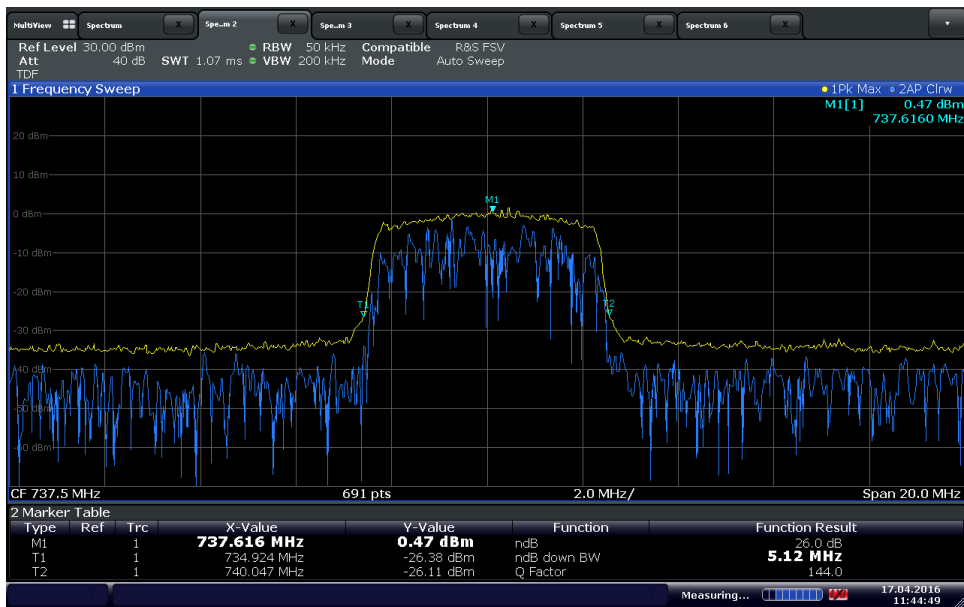 MultiView Spectrum X Spe..m 2 X Spe..m 3 X Spectrum 4 X Spectrum 5 X Spectrum 6 X
Ref Level 30.00 dBm RBW 50 kHz Compatible R&S FSV
Att 40 dB SWT 1.07 ms VBW 200 kHz Mode Auto Sweep
TDF
1 Frequency Sweep 1Pk Max 2AP Clrw
M1[1] 0.47 dBm
737.6160 MHz
20 dBm
10 dBm
M1
0 dBm
-10 dBm
-20 dBm
T1 T2
-30 dBm
-40 dBm
-50 dBm
-60 dBm
CF 737.5 MHz 691 pts 2.0 MHz/ Span 20.0 MHz
2 Marker Table
Type Ref Trc X-Value Y-Value Function Function Result
M1 1 737.616 MHz 0.47 dBm ndB 26.0 dB
T1 1 734.924 MHz -26.38 dBm ndB down BW 5.12 MHz
T2 1 740.047 MHz -26.11 dBm Q Factor 144.0
Measuring... 17.04.2016
11:44:49